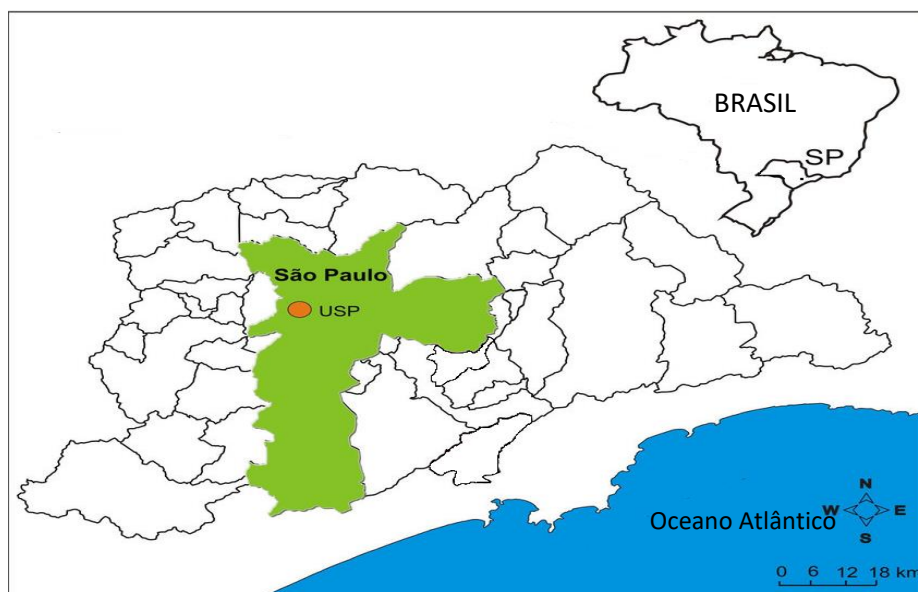 BRASIL
SP
São Paulo
USP
N
Oceano Atlântico W E
S
0 6 12 18 km